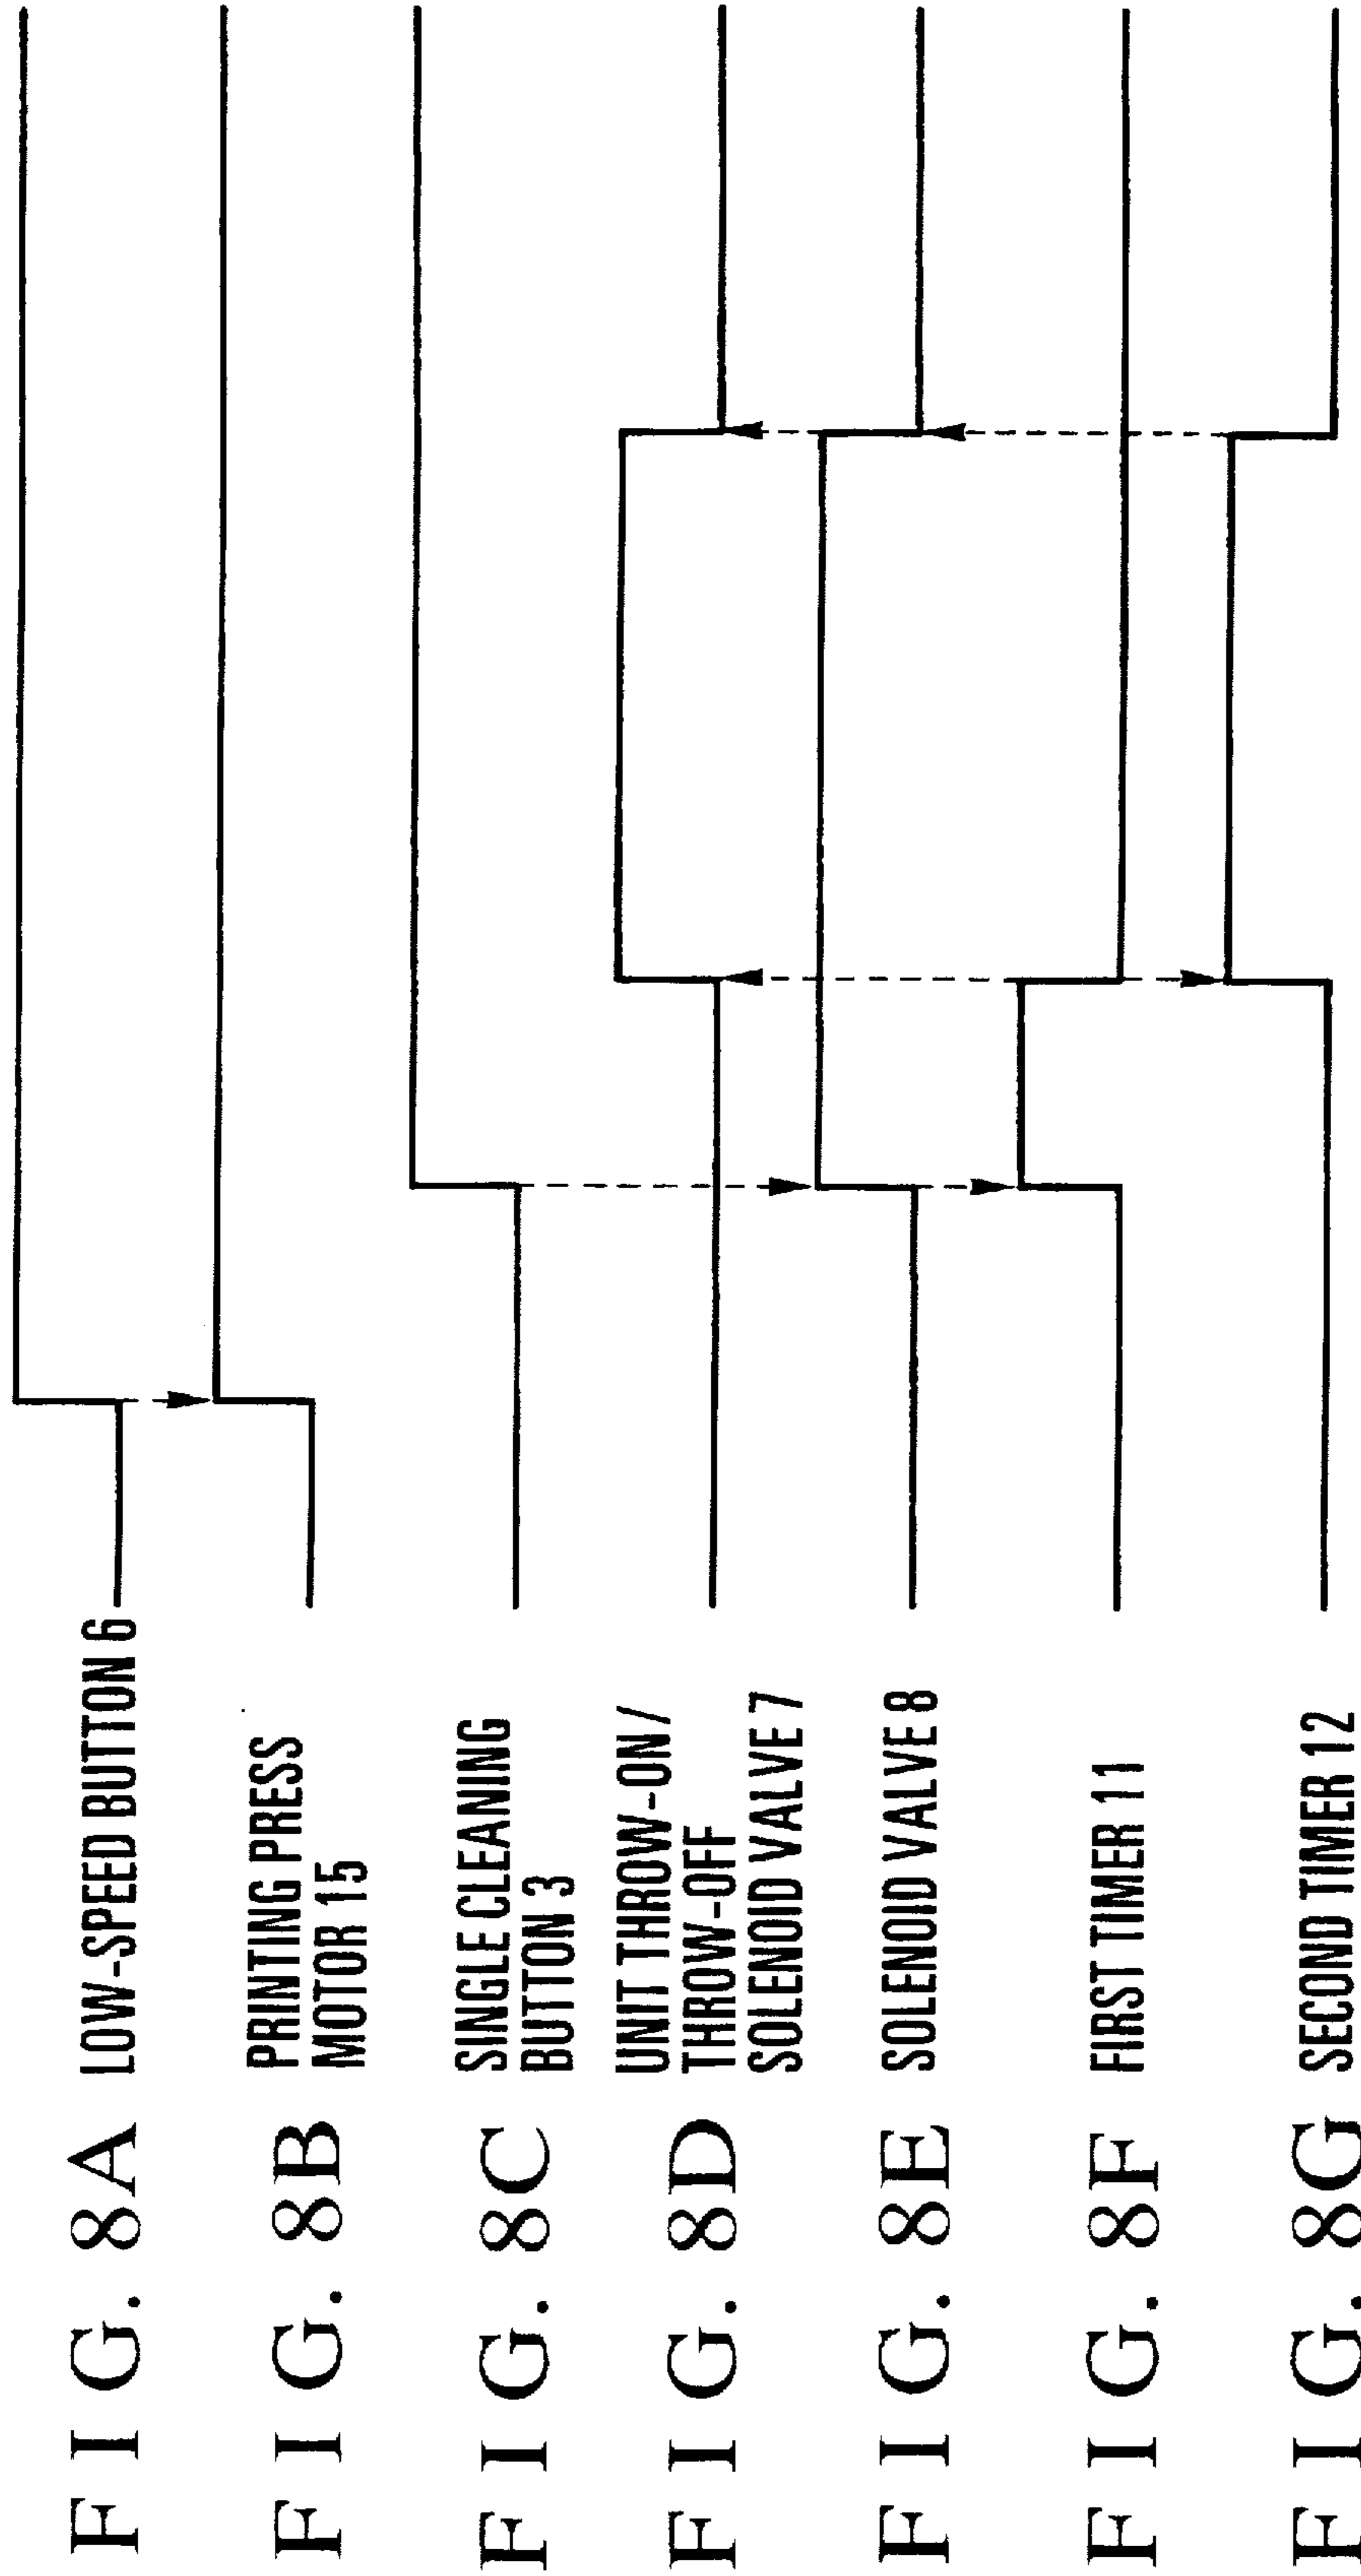 FIG. 8A LOW-SPEED BUTTON 6
FIG. 8B PRINTING PRESS
MOTOR 15
FIG. 8C SINGLE CLEANING
BUTTON 3
FIG. 8D UNIT THROW-ON/
THROW-OFF
SOLENOID VALVE 7
FIG. 8E SOLENOID VALVE 8
FIG. 8F FIRST TIMER 11
FIG. 8G SECOND TIMER 12